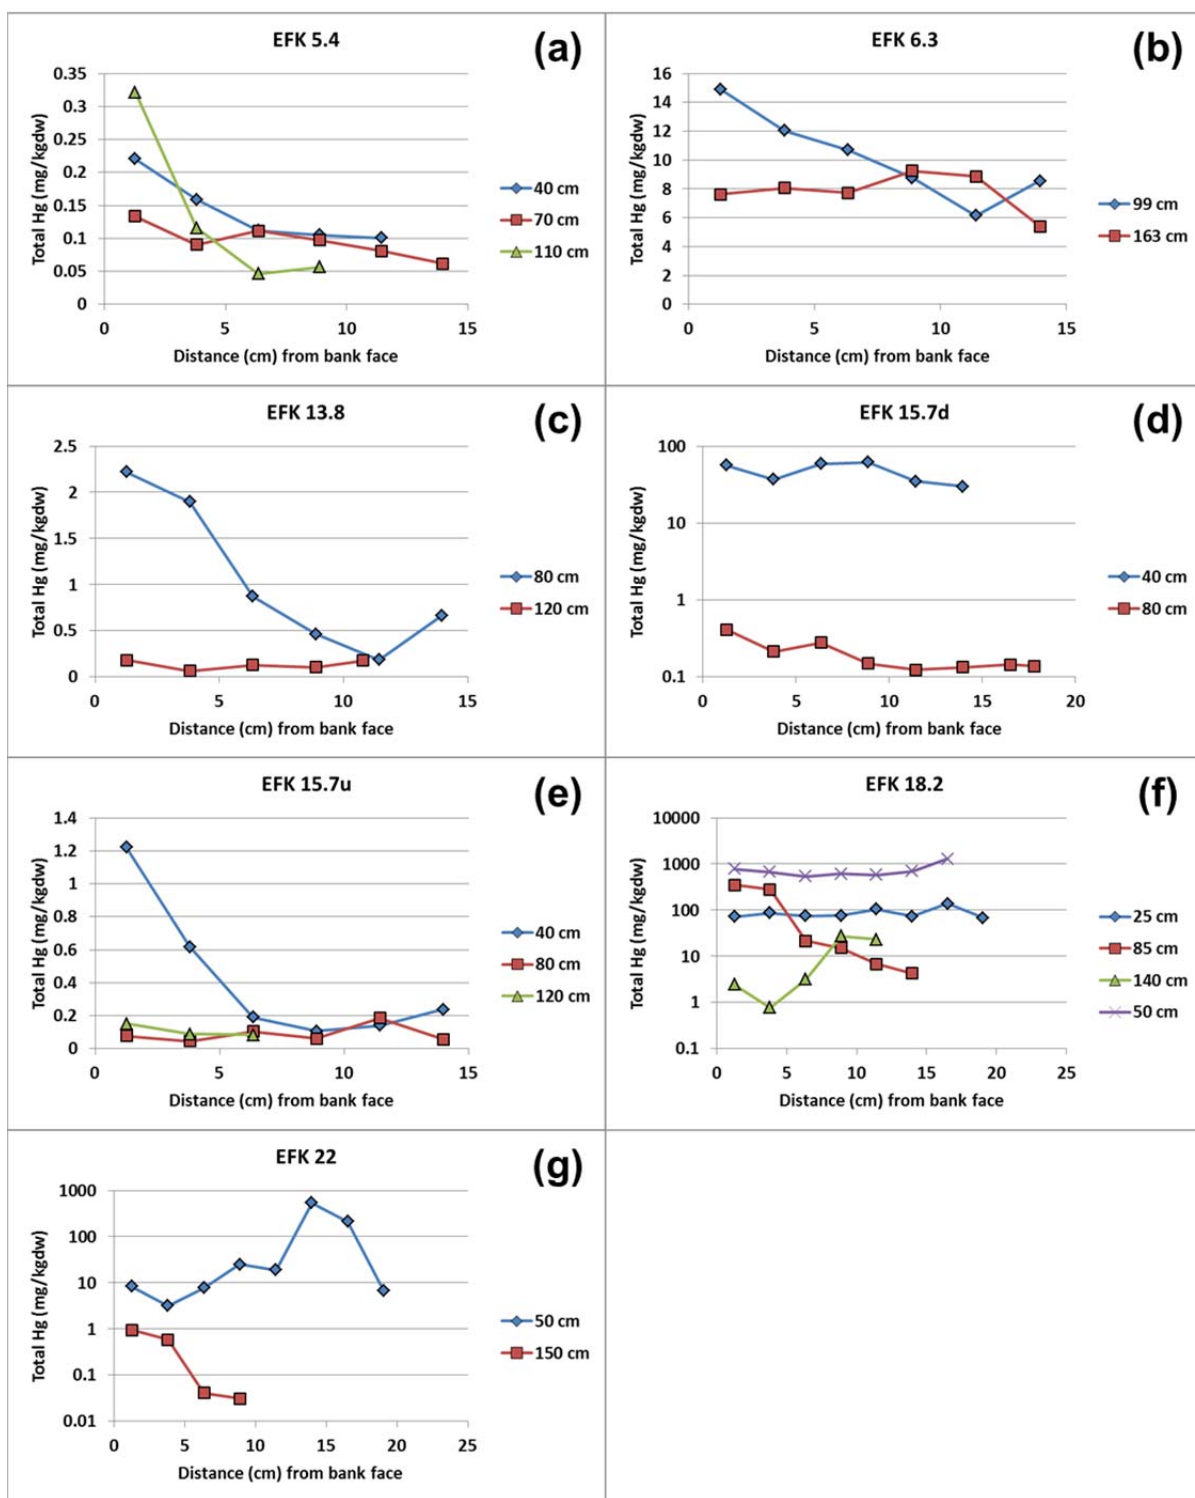 EFK 5.4
(a)
Total Hg (mg/kgdw)
0.35
0.3
0.25
0.2
0.15
0.1
0.05
0
0 5 10 15
Distance (cm) from bank face
40 cm
70 cm
110 cm
EFK 6.3
(b)
Total Hg (mg/kgdw)
16
14
12
10
8
6
4
2
0
0 5 10 15
Distance (cm) from bank face
99 cm
163 cm
EFK 13.8
(c)
Total Hg (mg/kgdw)
2.5
2
1.5
1
0.5
0
0 5 10 15
Distance (cm) from bank face
80 cm
120 cm
EFK 15.7d
(d)
Total Hg (mg/kgdw)
100
10
1
0.1
0 5 10 15 20
Distance (cm) from bank face
40 cm
80 cm
EFK 15.7u
(e)
Total Hg (mg/kgdw)
1.4
1.2
1
0.8
0.6
0.4
0.2
0
0 5 10 15
Distance (cm) from bank face
40 cm
80 cm
120 cm
EFK 18.2
(f)
Total Hg (mg/kgdw)
10000
1000
100
10
1
0.1
0 5 10 15 20 25
Distance (cm) from bank face
25 cm
85 cm
140 cm
50 cm
EFK 22
(g)
Total Hg (mg/kgdw)
1000
100
10
1
0.1
0.01
0 5 10 15 20 25
Distance (cm) from bank face
50 cm
150 cm